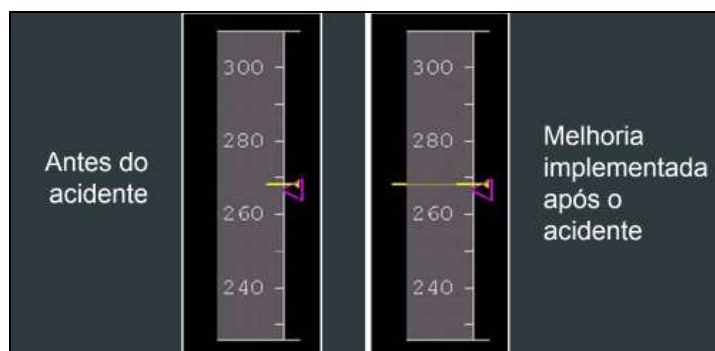 Antes do
acidente
300
280
260
240
300
280
260
240
Melhoria
implementada
após o
acidente